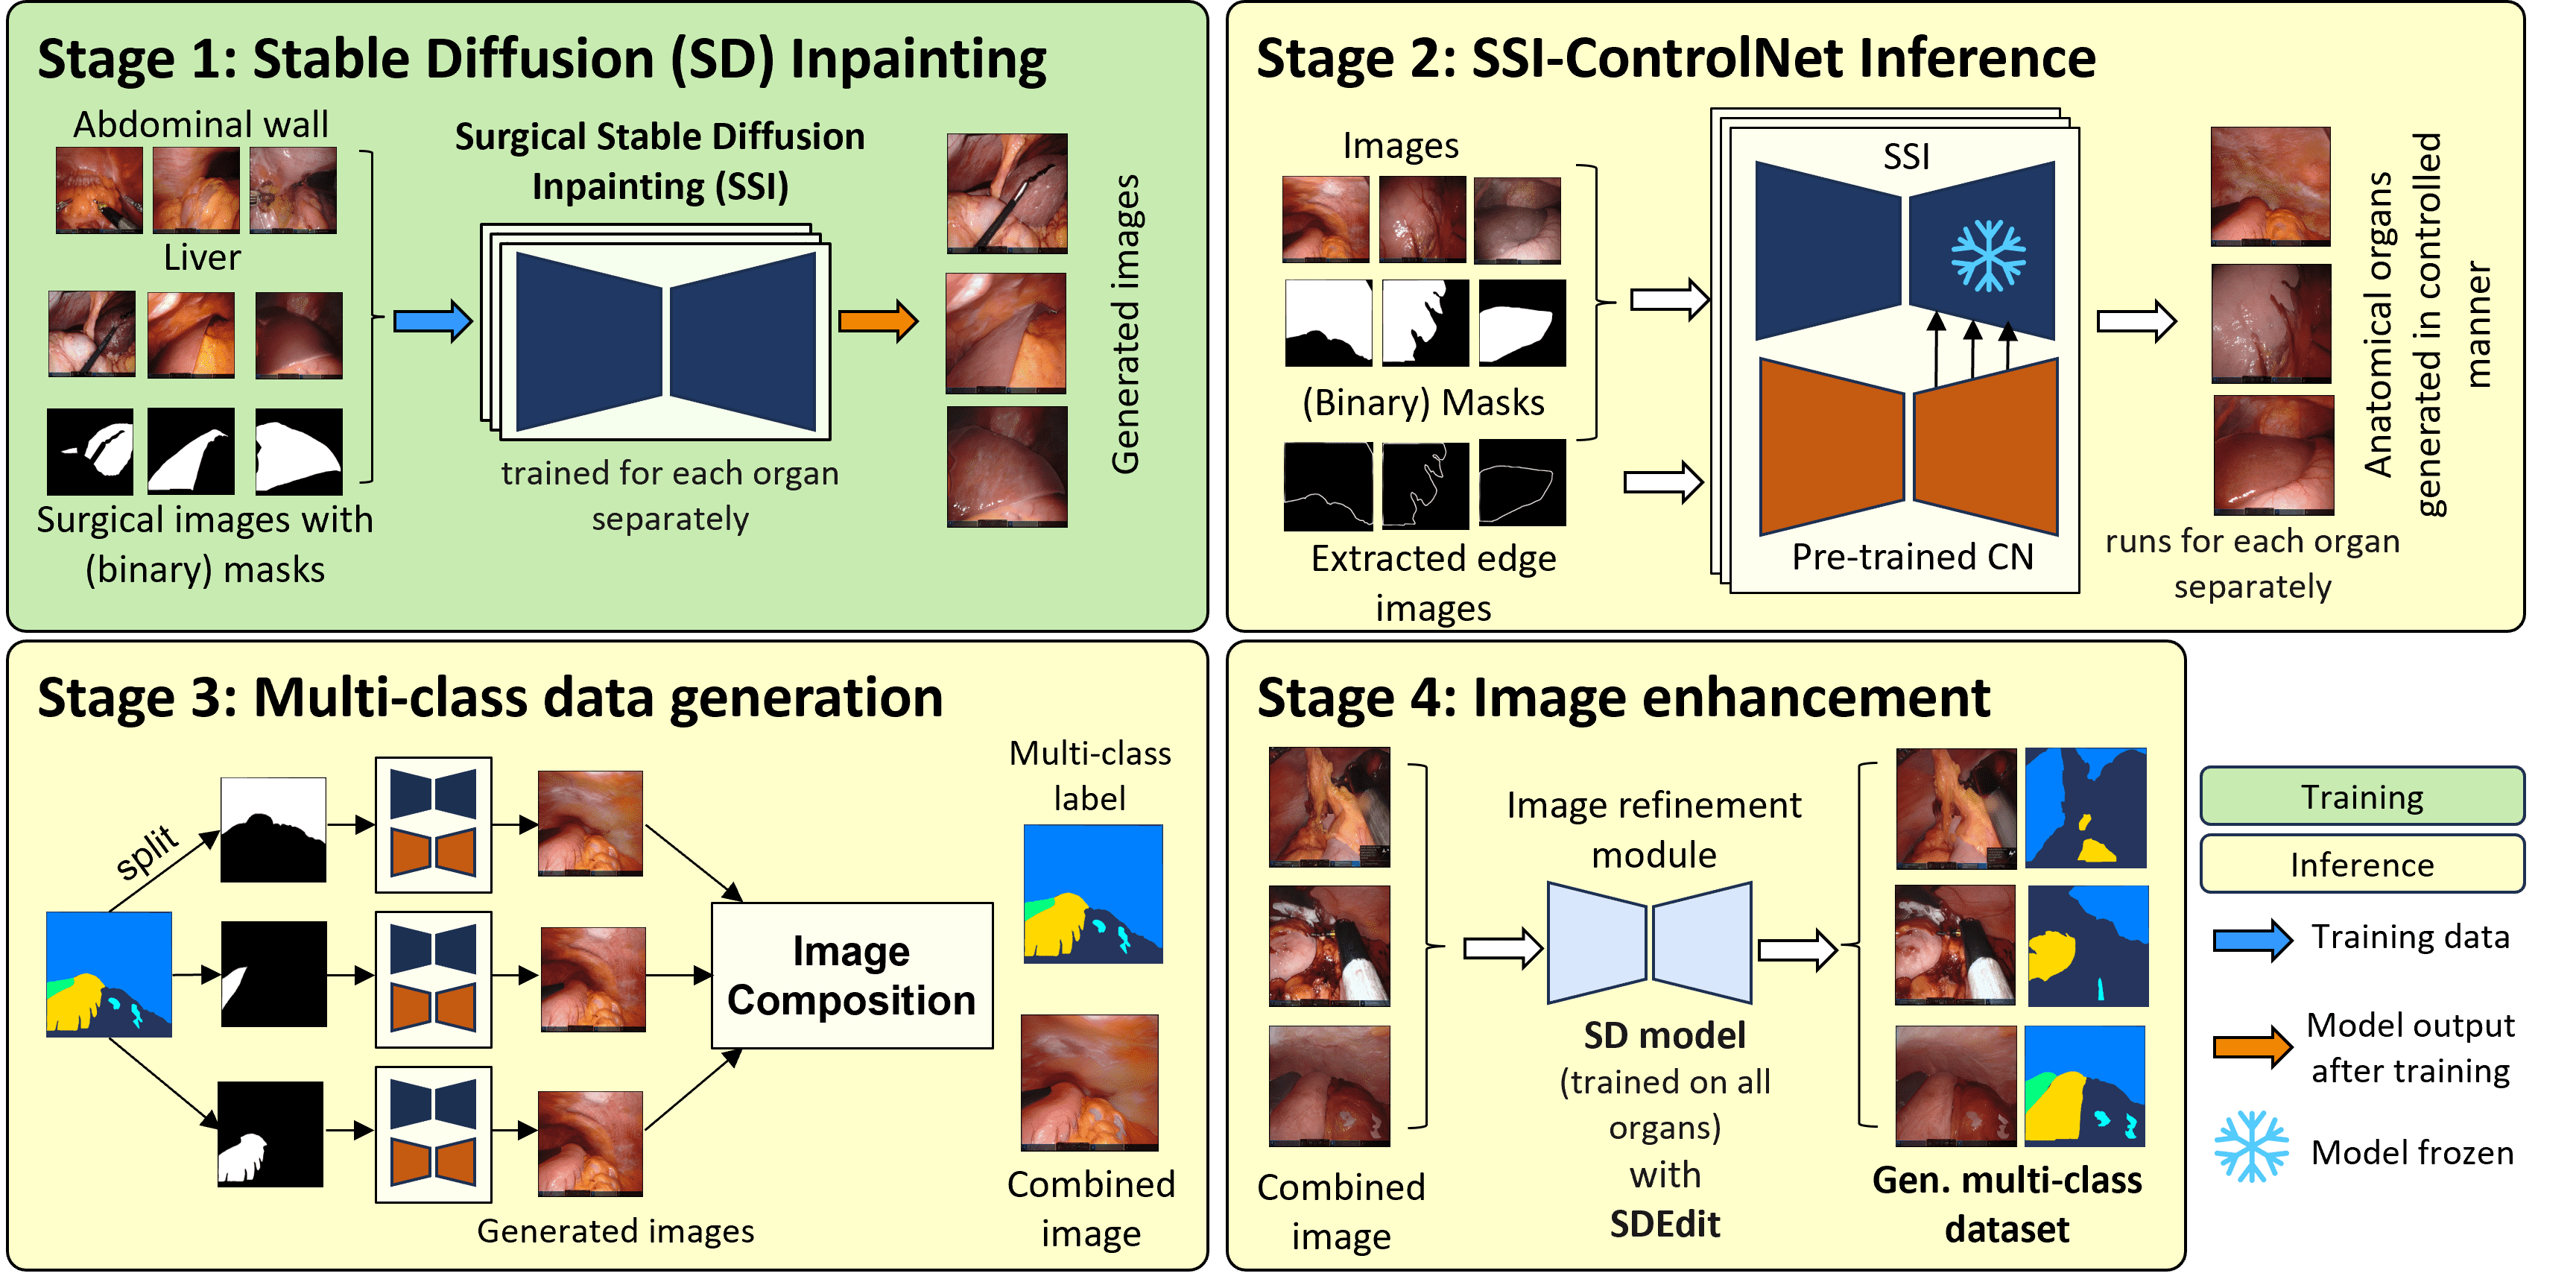 Stage 1: Stable Diffusion (SD) Inpainting
Abdominal wall
Liver
Surgical images with
(binary) masks
Surgical Stable Diffusion
Inpainting (SSI)
trained for each organ
separately
Generated images
Stage 2: SSI-ControlNet Inference
Images
(Binary) Masks
Extracted edge
images
SSI
Pre-trained CN
runs for each organ
separately
Anatomical organs
generated in controlled
manner
Stage 3: Multi-class data generation
split
Generated images
Image
Composition
Multi-class
label
Combined
image
Stage 4: Image enhancement
Combined
image
Image refinement
module
SD model
(trained on all
organs)
with
SDEdit
Gen. multi-class
dataset
Training
Inference
Training data
Model output
after training
Model frozen